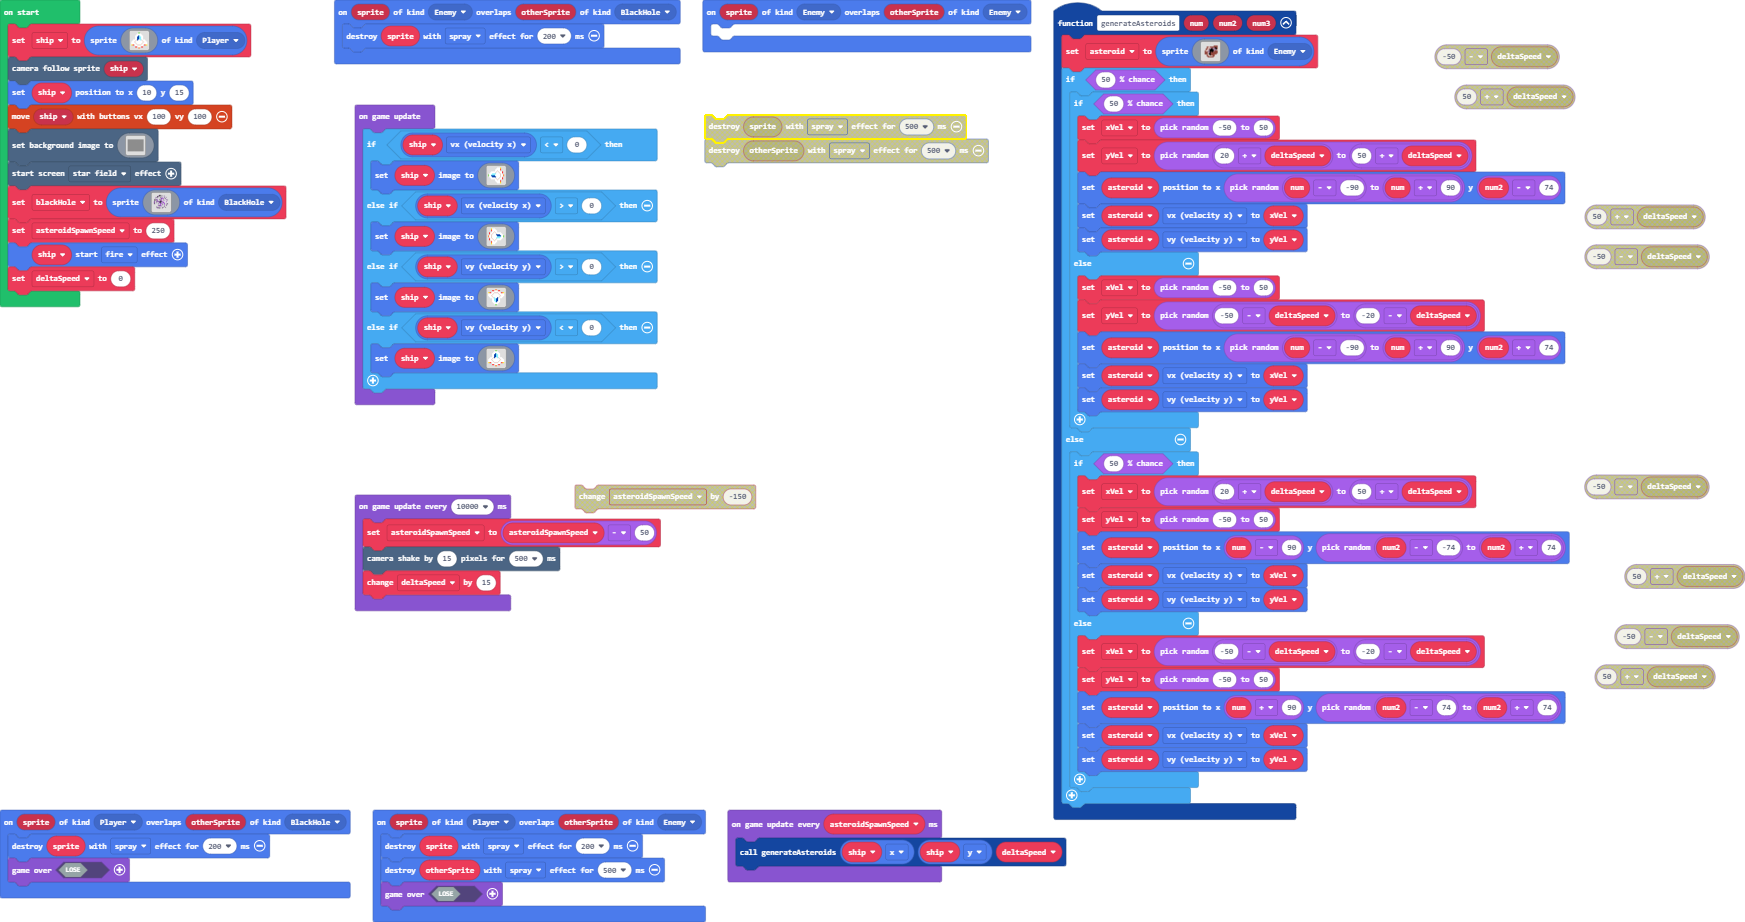 on start
set ship to sprite of kind Player
camera follow sprite ship
set ship position to x 10 y 15
move ship with buttons vx 100 vy 100
set background image to
start screen star field effect
set blackHole to sprite of kind BlackHole
set asteroidSpawnSpeed to 250
ship start fire effect
set deltaSpeed to 0
on sprite of kind Enemy overlaps otherSprite of kind BlackHole
destroy sprite with spray effect for 200 ms
on sprite of kind Enemy overlaps otherSprite of kind Enemy
destroy sprite with spray effect for 500 ms
destroy otherSprite with spray effect for 500 ms
on game update
if ship vx (velocity x) < 0 then
set ship image to
else if ship vx (velocity x) > 0 then
set ship image to
else if ship vy (velocity y) > 0 then
set ship image to
else if ship vy (velocity y) < 0 then
set ship image to
change asteroidSpawnSpeed by -150
on game update every 10000 ms
set asteroidSpawnSpeed to asteroidSpawnSpeed - 50
camera shake by 15 pixels for 500 ms
change deltaSpeed by 15
on sprite of kind Player overlaps otherSprite of kind BlackHole
destroy sprite with spray effect for 200 ms
game over LOSE
on sprite of kind Player overlaps otherSprite of kind Enemy
destroy sprite with spray effect for 200 ms
destroy otherSprite with spray effect for 500 ms
game over LOSE
on game update every asteroidSpawnSpeed ms
call generateAsteroids ship x ship y deltaSpeed
function generateAsteroids num num2 num3
set asteroid to sprite of kind Enemy
if 50 % chance then
if 50 % chance then
set xVel to pick random -50 to 50
set yVel to pick random 20 + deltaSpeed to 50 + deltaSpeed
set asteroid position to x pick random num - -90 to num + 90 y num2 - 74
set asteroid vx (velocity x) to xVel
set asteroid vy (velocity y) to yVel
else
set xVel to pick random -50 to 50
set yVel to pick random -50 - deltaSpeed to -20 - deltaSpeed
set asteroid position to x pick random num - -90 to num + 90 y num2 + 74
set asteroid vx (velocity x) to xVel
set asteroid vy (velocity y) to yVel
else
if 50 % chance then
set xVel to pick random 20 + deltaSpeed to 50 + deltaSpeed
set yVel to pick random -50 to 50
set asteroid position to x num - 90 y pick random num2 - -74 to num2 + 74
set asteroid vx (velocity x) to xVel
set asteroid vy (velocity y) to yVel
else
set xVel to pick random -50 - deltaSpeed to -20 - deltaSpeed
set yVel to pick random -50 to 50
set asteroid position to x num + 90 y pick random num2 - 74 to num2 + 74
set asteroid vx (velocity x) to xVel
set asteroid vy (velocity y) to yVel
-50 - deltaSpeed
50 + deltaSpeed
50 + deltaSpeed
-50 - deltaSpeed
-50 - deltaSpeed
50 + deltaSpeed
-50 - deltaSpeed
50 + deltaSpeed